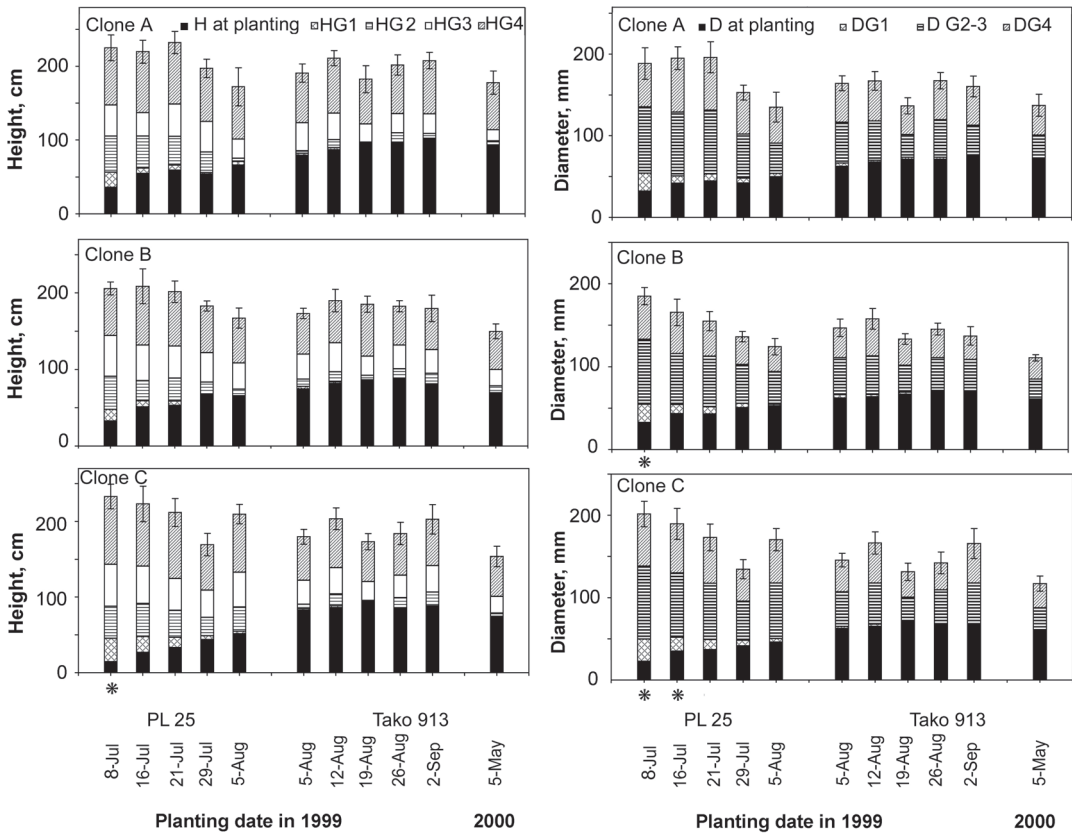 Clone A ■ H at planting HG1 HG2 HG3 HG4
Height, cm
200
100
0
Clone B
Height, cm
200
100
0
Clone C
Height, cm
200
100
0
*
PL 25 Tako 913
8-Jul 16-Jul 21-Jul 29-Jul 5-Aug 5-Aug 12-Aug 19-Aug 26-Aug 2-Sep 5-May
Planting date in 1999 2000
Clone A ■ D at planting DG1 D G2-3 DG4
Diameter, mm
200
100
0
Clone B
Diameter, mm
200
100
0
*
Clone C
Diameter, mm
200
100
0
* *
PL 25 Tako 913
8-Jul 16-Jul 21-Jul 29-Jul 5-Aug 5-Aug 12-Aug 19-Aug 26-Aug 2-Sep 5-May
Planting date in 1999 2000